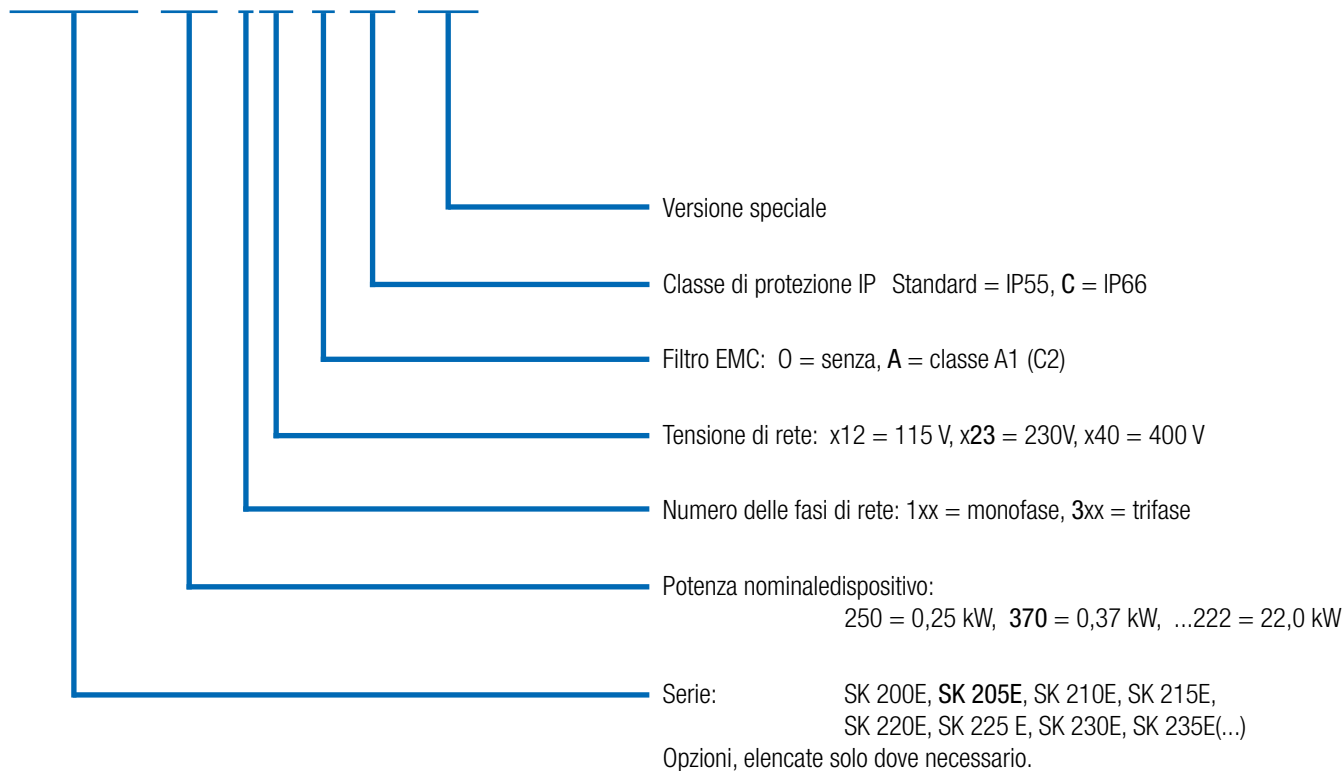 Versione speciale
Classe di protezione IP Standard = IP55, C = IP66
Filtro EMC: O = senza, A = classe A1 (C2)
Tensione di rete: x12 = 115 V, x23 = 230V, x40 = 400 V
Numero delle fasi di rete: 1xx = monofase, 3xx = trifase
Potenza nominaledispositivo:
250 = 0,25 kW, 370 = 0,37 kW, ...222 = 22,0 kW
Serie: SK 200E, SK 205E, SK 210E, SK 215E,
SK 220E, SK 225 E, SK 230E, SK 235E(...)
Opzioni, elencate solo dove necessario.